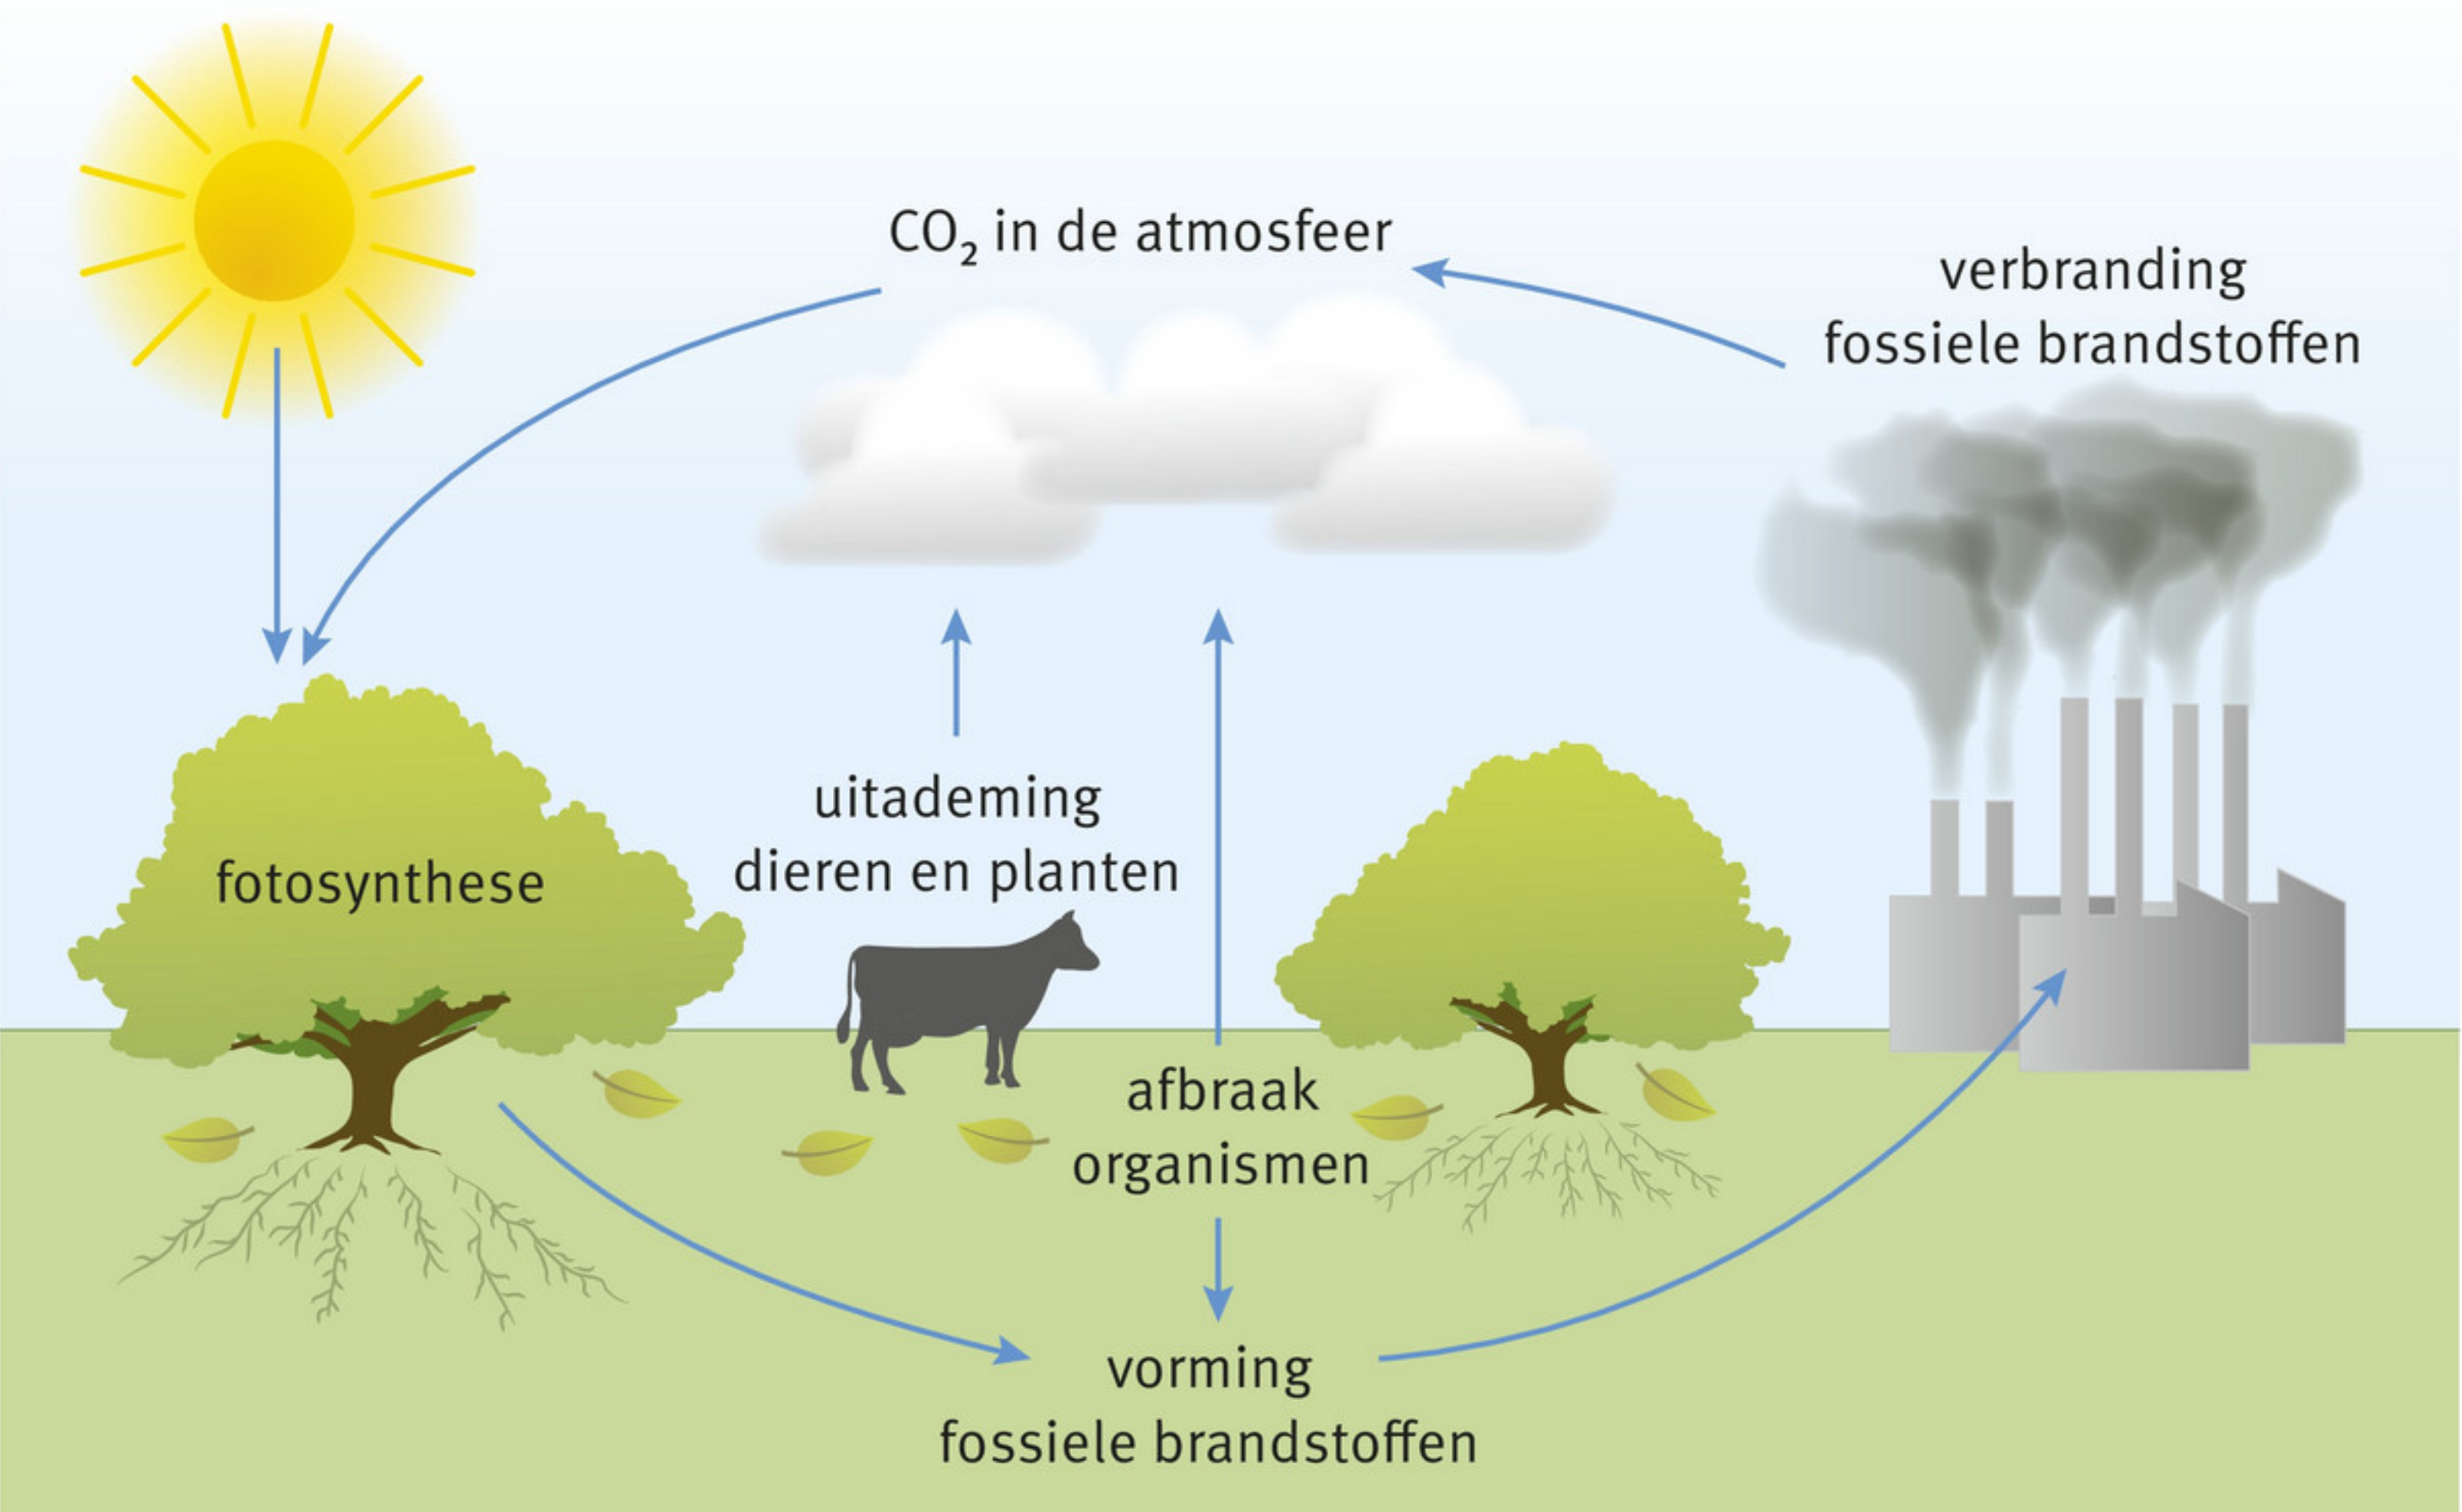 CO₂ in de atmosfeer
verbranding
fossiele brandstoffen
uitademing
dieren en planten
fotosynthese
afbraak
organismen
vorming
fossiele brandstoffen